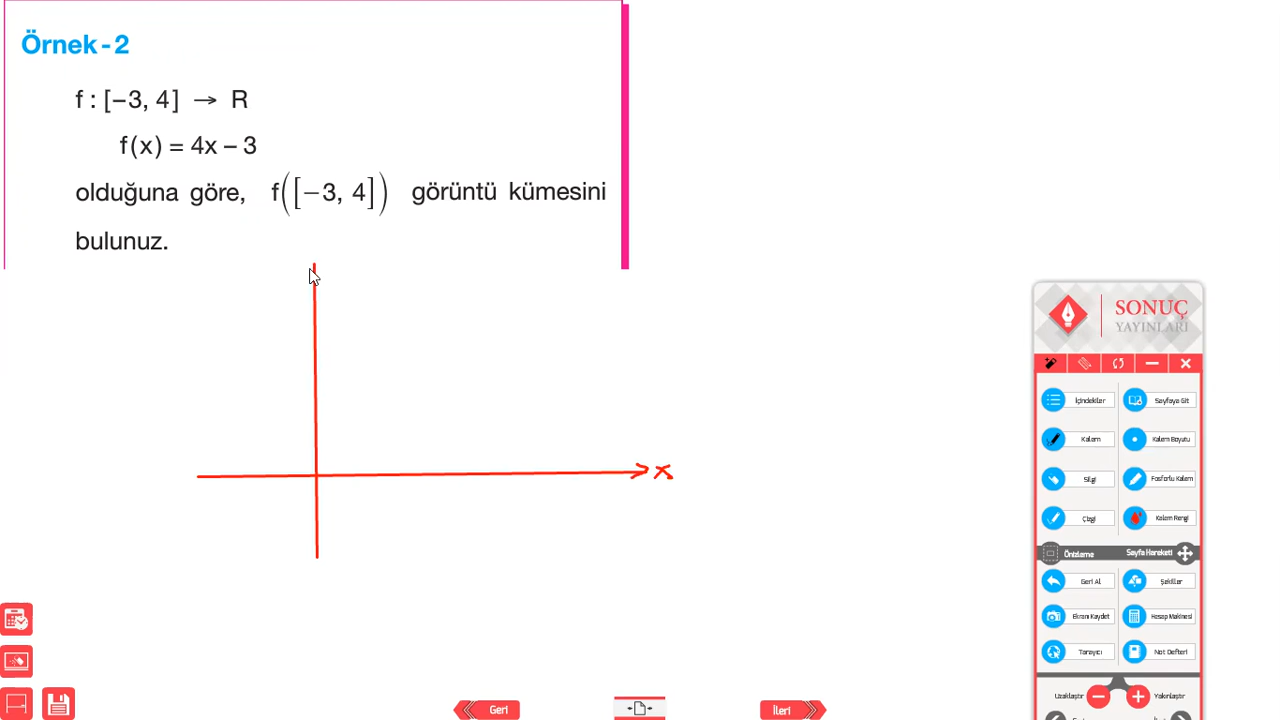 Örnek - 2
f : [−3, 4] → R
f(x) = 4x − 3
olduğuna göre, f([−3, 4]) görüntü kümesini
bulunuz.
x
SONUÇ
YAYINLARI
İçindekiler
Sayfaya Git
Kalem
Kalem Boyutu
Silgi
Fosforlu Kalem
Çizgi
Kalem Rengi
Önizleme
Sayfa Hareketi
Geri Al
Şekiller
Ekranı Kaydet
Hesap Makinesi
Tarayıcı
Not Defteri
Uzaklaştır
Yakınlaştır
Geri
İleri